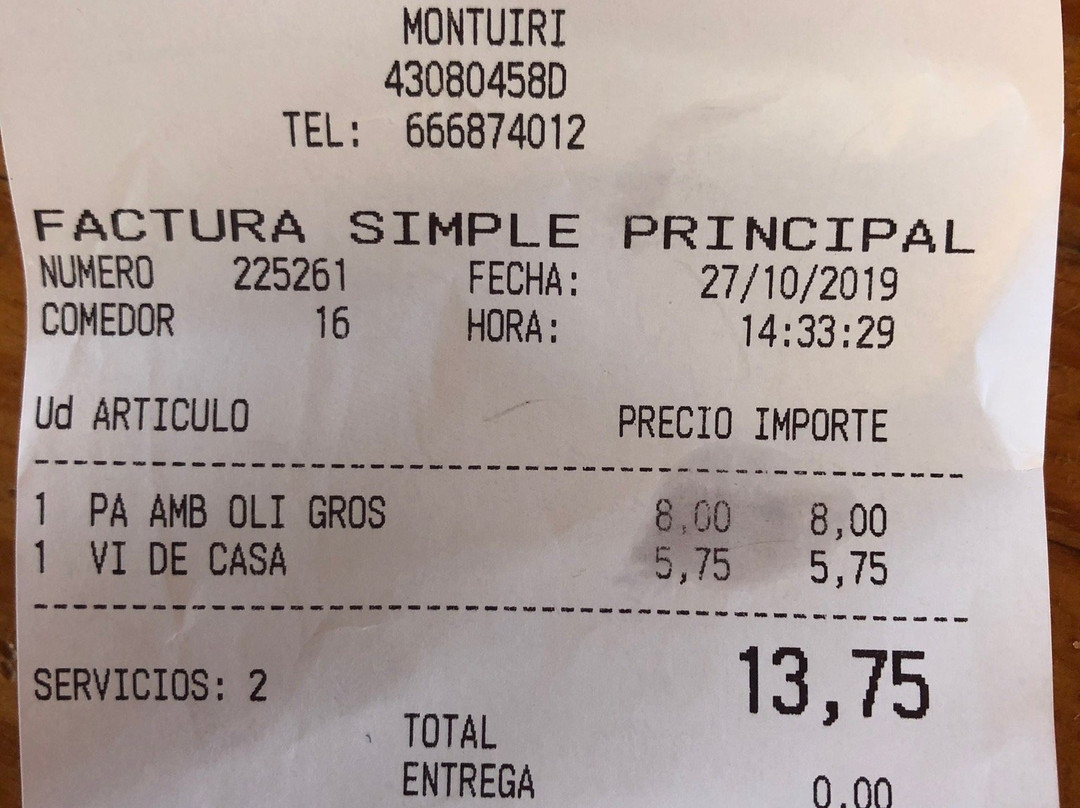 MONTUIRI
43080458D
TEL: 666874012
FACTURA SIMPLE PRINCIPAL
NUMERO 225261 FECHA: 27/10/2019
COMEDOR 16 HORA: 14:33:29
Ud ARTICULO PRECIO IMPORTE
1 PA AMB OLI GROS 8,00 8,00
1 VI DE CASA 5,75 5,75
SERVICIOS: 2 13,75
TOTAL
ENTREGA 0,00